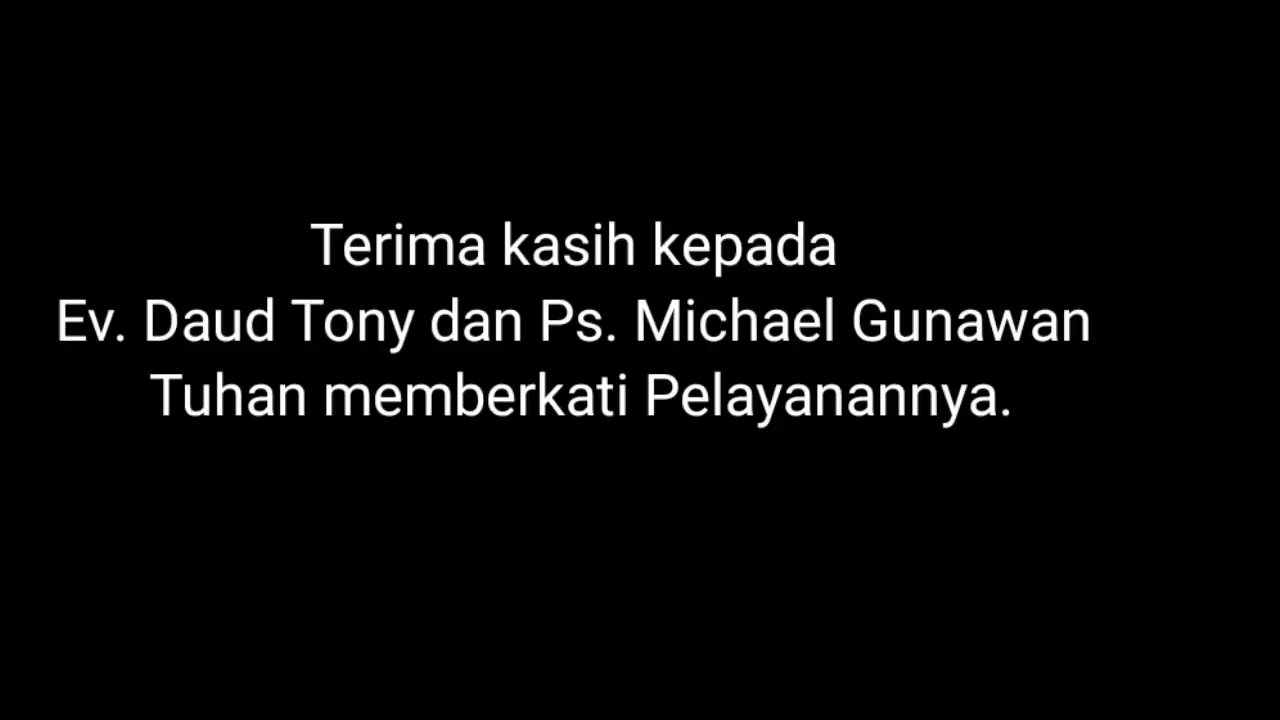 Terima kasih kepada
Ev. Daud Tony dan Ps. Michael Gunawan
Tuhan memberkati Pelayanannya.